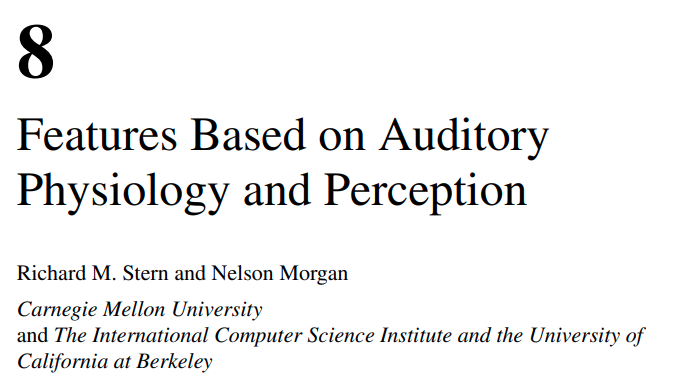 8
Features Based on Auditory
Physiology and Perception
Richard M. Stern and Nelson Morgan
Carnegie Mellon University
and The International Computer Science Institute and the University of
California at Berkeley